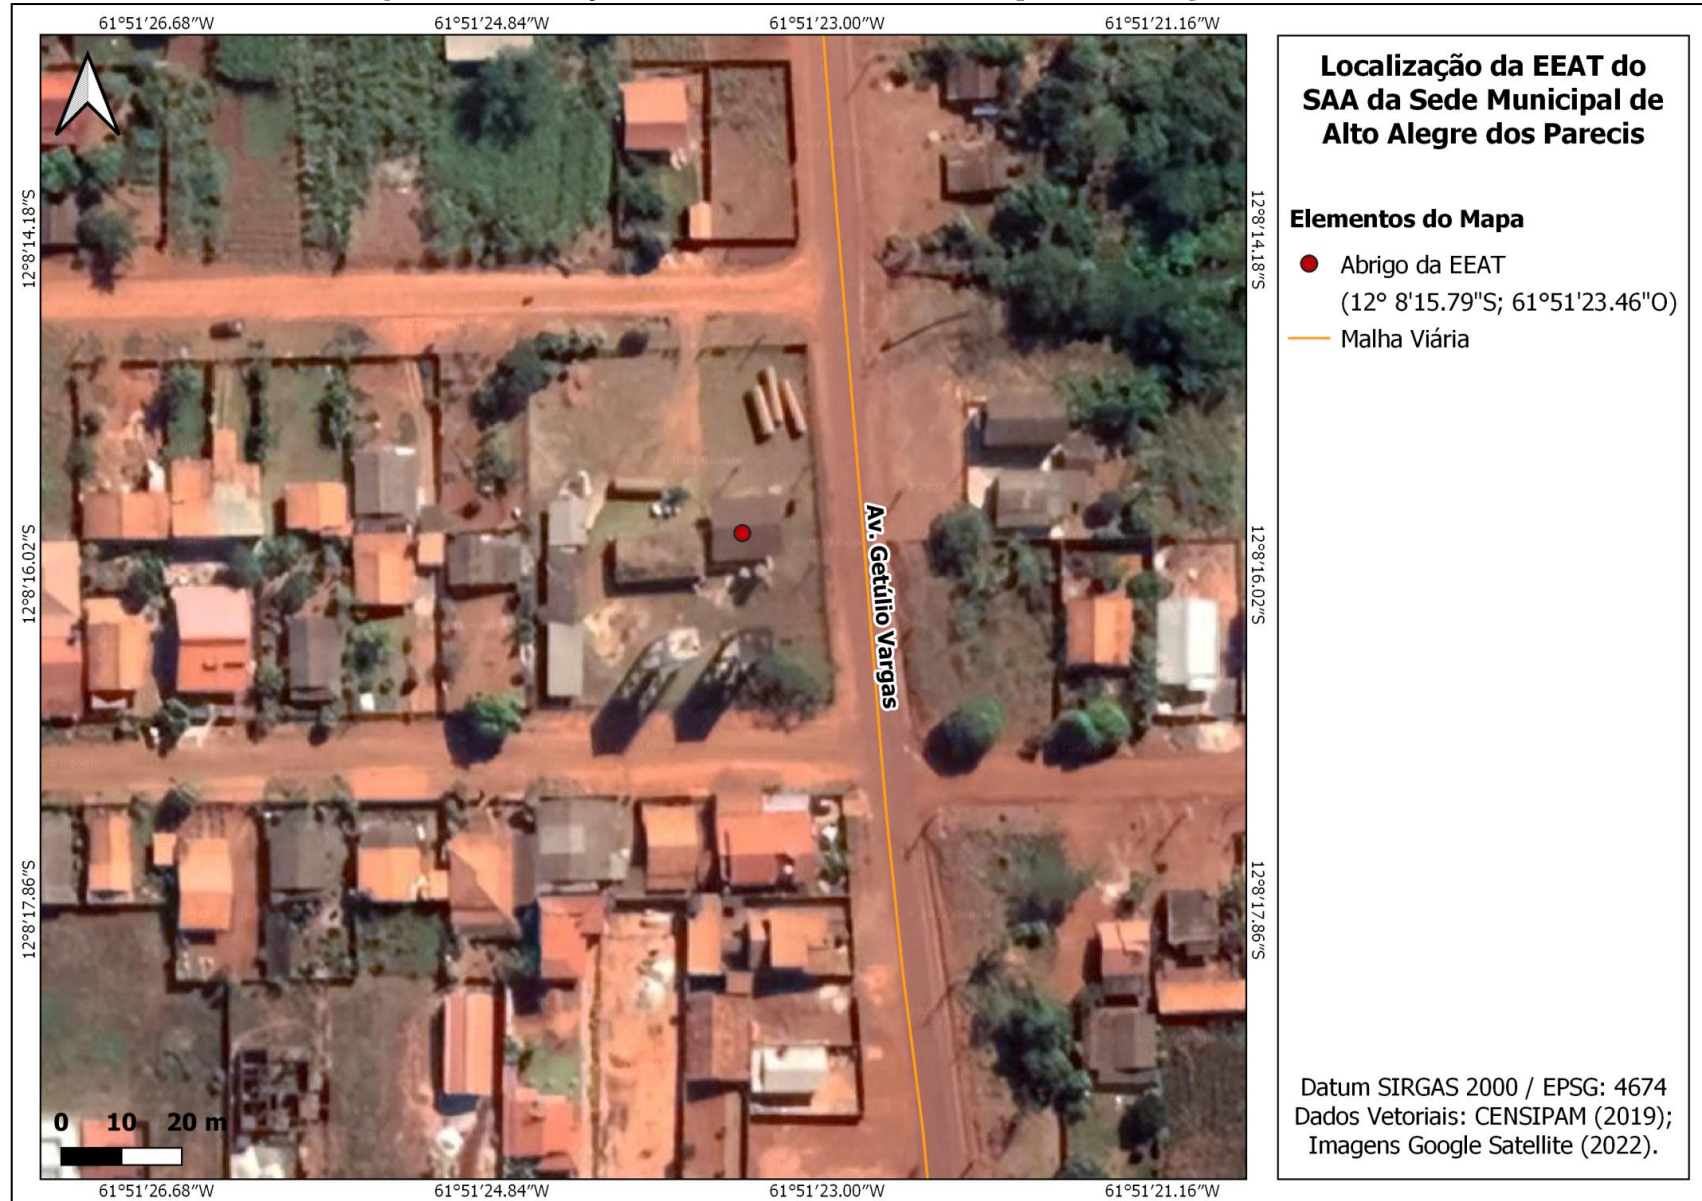 61°51′26.68″W 61°51′24.84″W 61°51′23.00″W 61°51′21.16″W
12°8′14.18″S
12°8′16.02″S
12°8′17.86″S
Av. Getúlio Vargas
0 10 20 m
12°8′14.18″S
12°8′16.02″S
12°8′17.86″S
61°51′26.68″W 61°51′24.84″W 61°51′23.00″W 61°51′21.16″W
Localização da EEAT do
SAA da Sede Municipal de
Alto Alegre dos Parecis
Elementos do Mapa
Abrigo da EEAT
(12° 8'15.79"S; 61°51'23.46"O)
Malha Viária
Datum SIRGAS 2000 / EPSG: 4674
Dados Vetoriais: CENSIPAM (2019);
Imagens Google Satellite (2022).